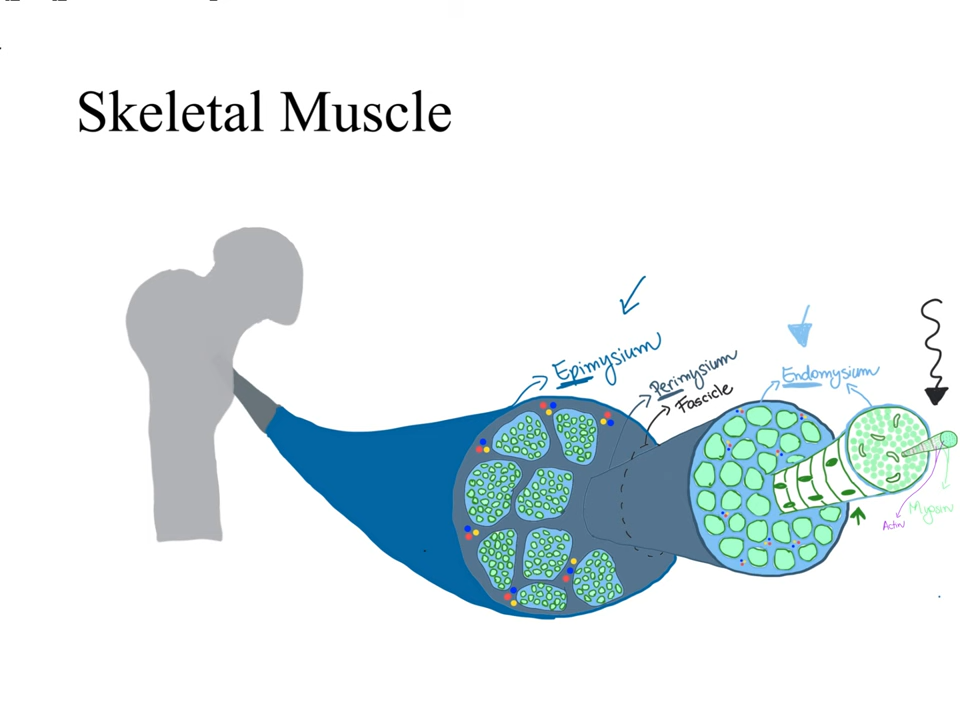 Skeletal Muscle
Epimysium
Perimysium
Fascicle
Endomysium
Myosin
Actin